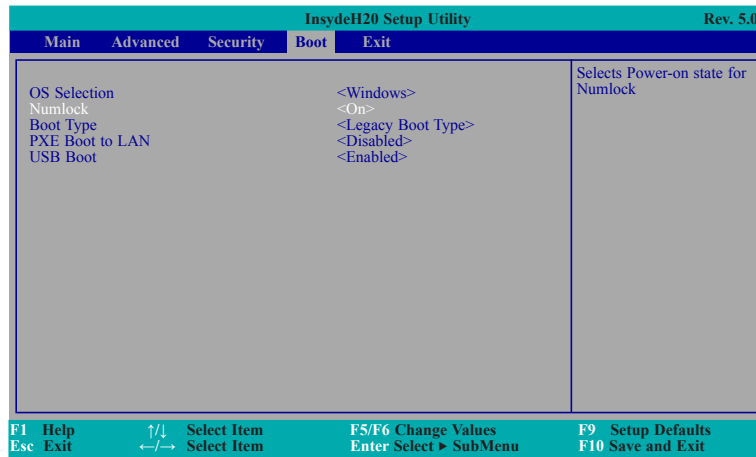 InsydeH20 Setup Utility Rev. 5.0
Main Advanced Security Boot Exit
OS Selection <Windows>
Numlock <On>
Boot Type <Legacy Boot Type>
PXE Boot to LAN <Disabled>
USB Boot <Enabled>
Selects Power-on state for
Numlock
F1 Help ↑/↓ Select Item F5/F6 Change Values F9 Setup Defaults
Esc Exit ←/→ Select Item Enter Select ► SubMenu F10 Save and Exit